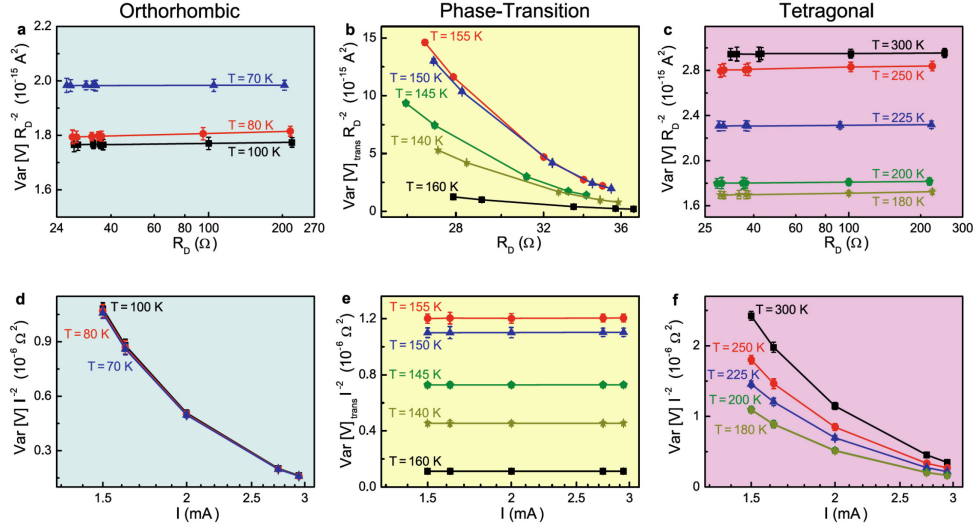 Orthorhombic
Phase-Transition
Tetragonal
a
Var [V] R_D^-2 (10^-15 A^2)
2.2
2.0
1.8
1.6
T = 70 K
T = 80 K
T = 100 K
24
40
80
100
200
270
R_D (Ω)
b
Var [V]_trans R_D^-2 (10^-15 A^2)
15
10
5
0
T = 155 K
T = 150 K
T = 145 K
T = 140 K
T = 160 K
28
32
36
R_D (Ω)
c
Var [V] R_D^-2 (10^-15 A^2)
2.8
2.4
2.0
1.6
T = 300 K
T = 250 K
T = 225 K
T = 200 K
T = 180 K
25
50
100
250
300
R_D (Ω)
d
Var [V] I^-2 (10^-6 Ω^2)
0.9
0.6
0.3
T = 100 K
T = 80 K
T = 70 K
1.5
2
2.5
3
I (mA)
e
Var [V]_trans I^-2 (10^-6 Ω^2)
1.2
0.9
0.6
0.3
0.0
T = 155 K
T = 150 K
T = 145 K
T = 140 K
T = 160 K
1.5
2
2.5
3
I (mA)
f
Var [V] I^-2 (10^-6 Ω^2)
2
1
0
T = 300 K
T = 250 K
T = 225 K
T = 200 K
T = 180 K
1.5
2
2.5
3
I (mA)